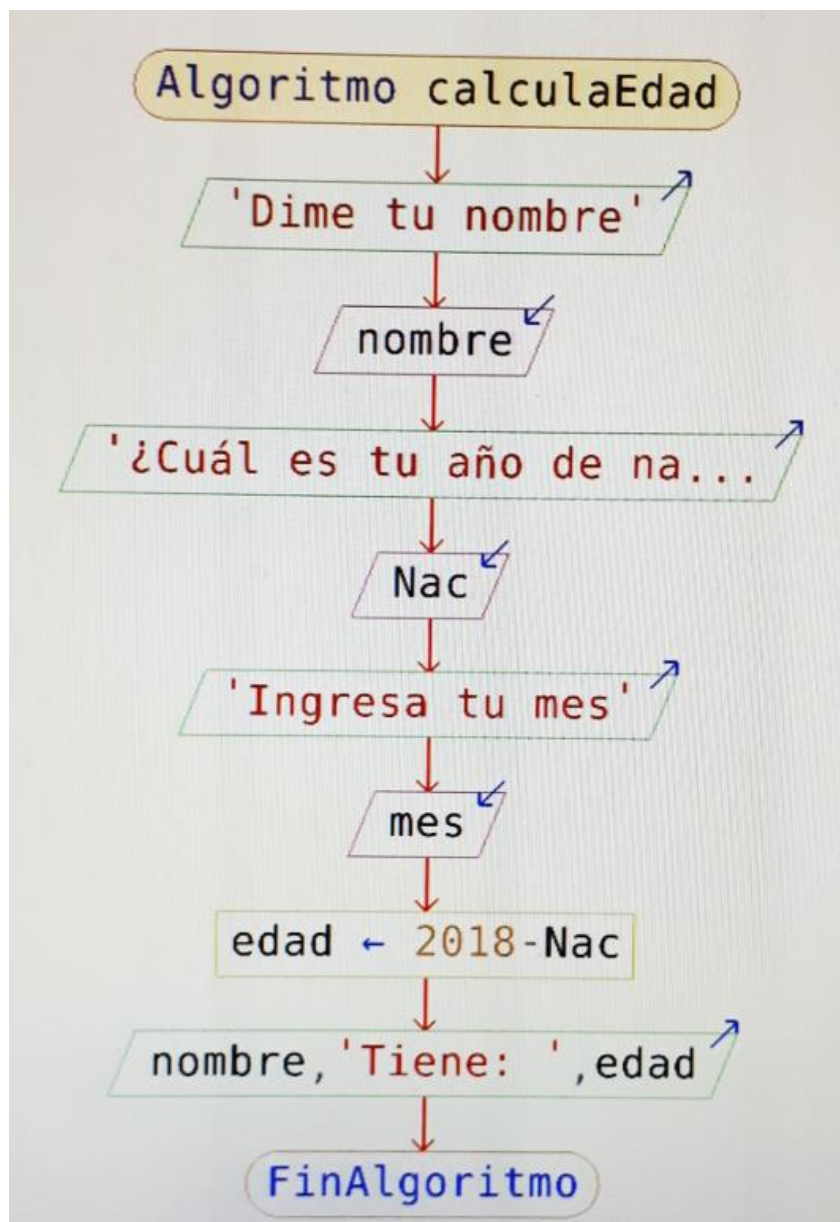 Algoritmo calculaEdad
'Dime tu nombre'
nombre
'¿Cuál es tu año de na...
Nac
'Ingresa tu mes'
mes
edad ← 2018-Nac
nombre,'Tiene: ',edad
FinAlgoritmo